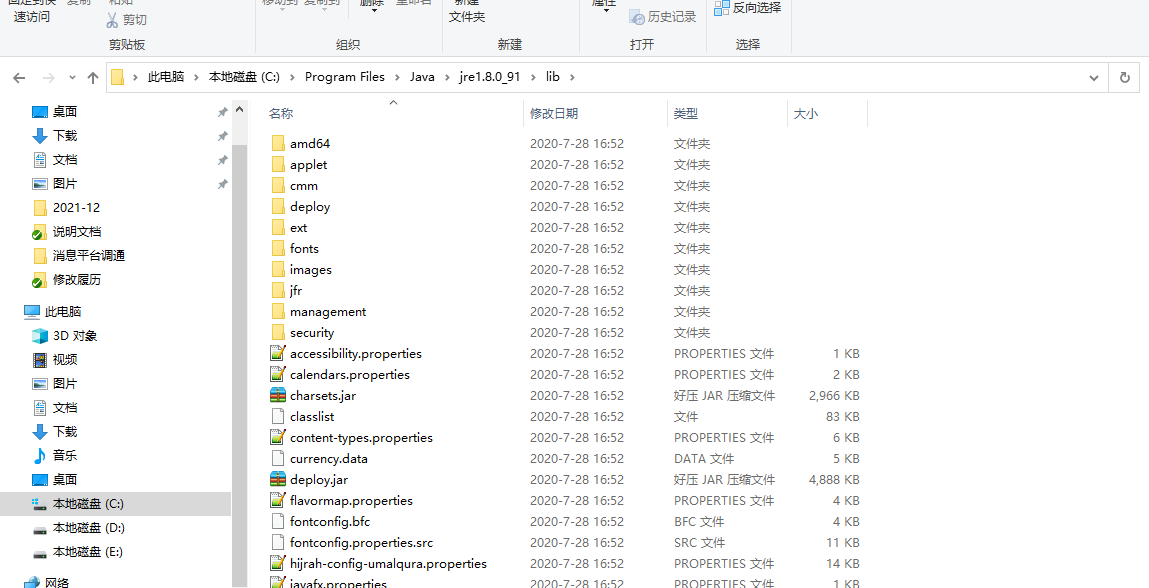 剪切
速访问
文件夹
历史记录
反向选择
剪贴板
组织
新建
打开
选择
此电脑 > 本地磁盘 (C:) > Program Files > Java > jre1.8.0_91 > lib >
桌面
下载
文档
图片
2021-12
说明文档
消息平台调通
修改履历
此电脑
3D 对象
视频
图片
文档
下载
音乐
桌面
本地磁盘 (C:)
本地磁盘 (D:)
本地磁盘 (E:)
网络
名称 修改日期 类型 大小
amd64 2020-7-28 16:52 文件夹
applet 2020-7-28 16:52 文件夹
cmm 2020-7-28 16:52 文件夹
deploy 2020-7-28 16:52 文件夹
ext 2020-7-28 16:52 文件夹
fonts 2020-7-28 16:52 文件夹
images 2020-7-28 16:52 文件夹
jfr 2020-7-28 16:52 文件夹
management 2020-7-28 16:52 文件夹
security 2020-7-28 16:52 文件夹
accessibility.properties 2020-7-28 16:52 PROPERTIES 文件 1 KB
calendars.properties 2020-7-28 16:52 PROPERTIES 文件 2 KB
charsets.jar 2020-7-28 16:52 好压 JAR 压缩文件 2,966 KB
classlist 2020-7-28 16:52 文件 83 KB
content-types.properties 2020-7-28 16:52 PROPERTIES 文件 6 KB
currency.data 2020-7-28 16:52 DATA 文件 5 KB
deploy.jar 2020-7-28 16:52 好压 JAR 压缩文件 4,888 KB
flavormap.properties 2020-7-28 16:52 PROPERTIES 文件 4 KB
fontconfig.bfc 2020-7-28 16:52 BFC 文件 4 KB
fontconfig.properties.src 2020-7-28 16:52 SRC 文件 11 KB
hijrah-config-umalqura.properties 2020-7-28 16:52 PROPERTIES 文件 14 KB
javafx.properties 2020-7-28 16:52 PROPERTIES 文件 1 KB